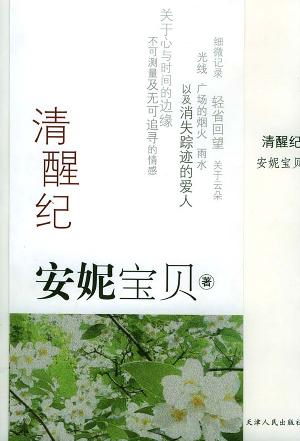 细微记录 轻省回望 关于云朵
光线 广场的烟火 雨水
以及消失踪迹的爱人
关于心与时间的边缘
不可测量及无可追寻的情感
清醒纪
安妮宝贝 著
清醒纪
安妮宝贝
天津人民出版社